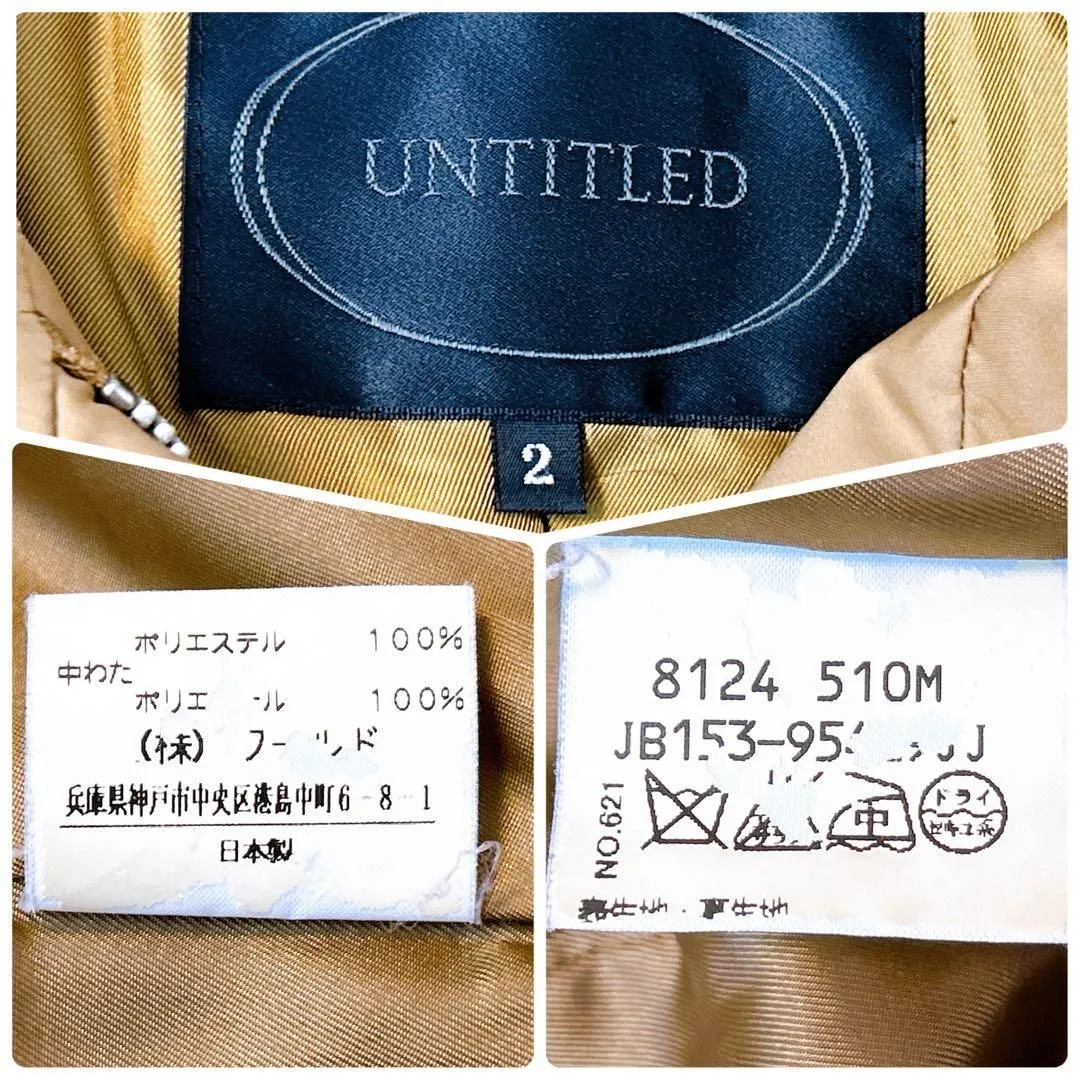 UNTITLED
2
ポリエステル 100%
中わた
100%
(株)
兵庫県神戸市中央区港島中町6-8-1
日本製
8124 510M
NO.621
中
ドライ